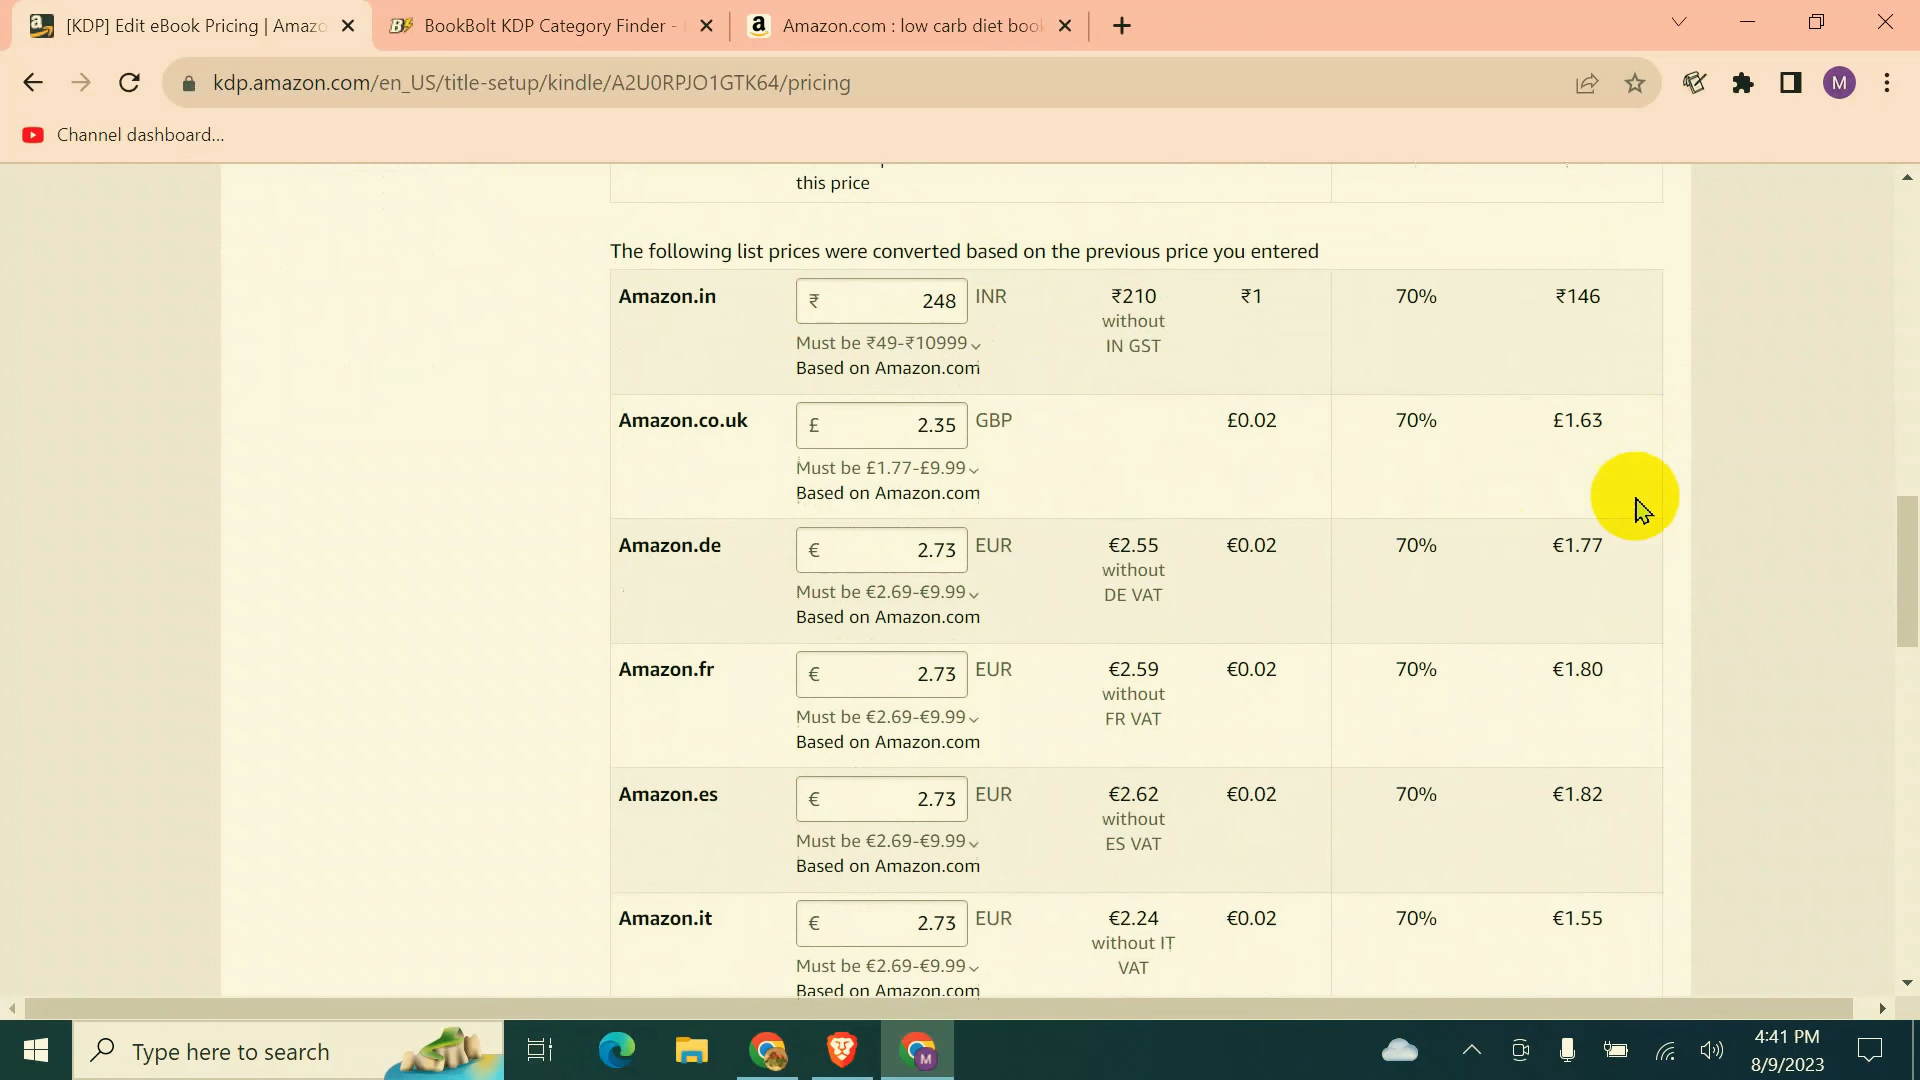 [KDP] Edit eBook Pricing | Amazo
BookBolt KDP Category Finder -
Amazon.com : low carb diet book
kdp.amazon.com/en_US/title-setup/kindle/A2U0RPJO1GTK64/pricing
M
Channel dashboard...
this price
The following list prices were converted based on the previous price you entered
Amazon.in ₹ 248 INR ₹210 ₹1 70% ₹146
without
IN GST
Must be ₹49-₹10999
Based on Amazon.com
Amazon.co.uk £ 2.35 GBP £0.02 70% £1.63
Must be £1.77-£9.99
Based on Amazon.com
Amazon.de € 2.73 EUR €2.55 €0.02 70% €1.77
without
DE VAT
Must be €2.69-€9.99
Based on Amazon.com
Amazon.fr € 2.73 EUR €2.59 €0.02 70% €1.80
without
FR VAT
Must be €2.69-€9.99
Based on Amazon.com
Amazon.es € 2.73 EUR €2.62 €0.02 70% €1.82
without
ES VAT
Must be €2.69-€9.99
Based on Amazon.com
Amazon.it € 2.73 EUR €2.24 €0.02 70% €1.55
without IT
VAT
Must be €2.69-€9.99
Based on Amazon.com
Type here to search
M
4:41 PM
8/9/2023